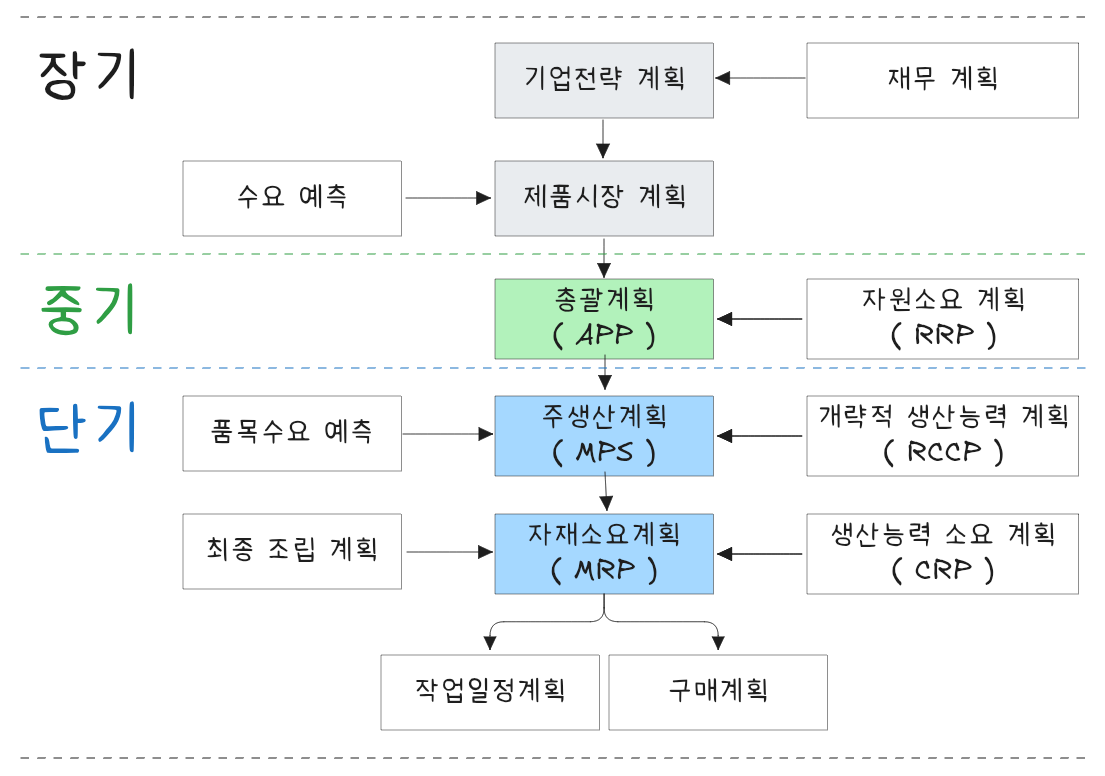 장기
기업전략 계획
재무 계획
수요 예측
제품시장 계획
중기
총괄계획
( APP )
자원소요 계획
( RRP )
단기
품목수요 예측
주생산계획
( MPS )
개략적 생산능력 계획
( RCCP )
최종 조립 계획
자재소요계획
( MRP )
생산능력 소요 계획
( CRP )
작업일정계획
구매계획